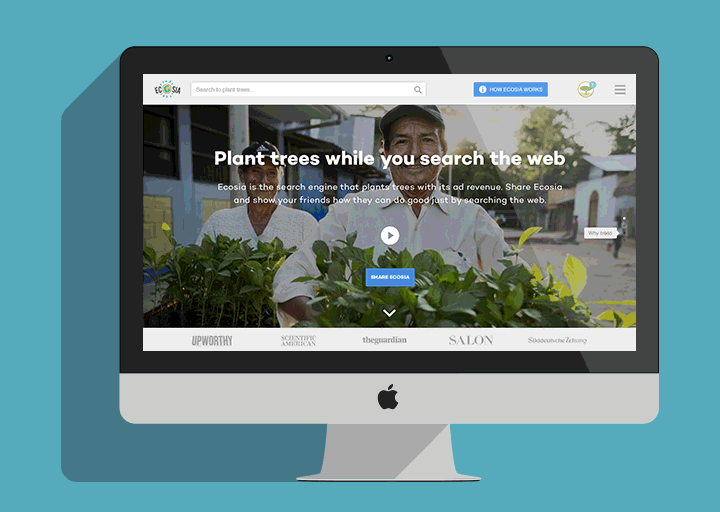 ECOSIA
Search to plant trees...
HOW ECOSIA WORKS
Plant trees while you search the web
Ecosia is the search engine that plants trees with its ad revenue. Share Ecosia
and show your friends how they can do good just by searching the web.
Why trees
SHARE ECOSIA
UPWORTHY
SCIENTIFIC
AMERICAN
theguardian
SALON
Süddeutsche Zeitung